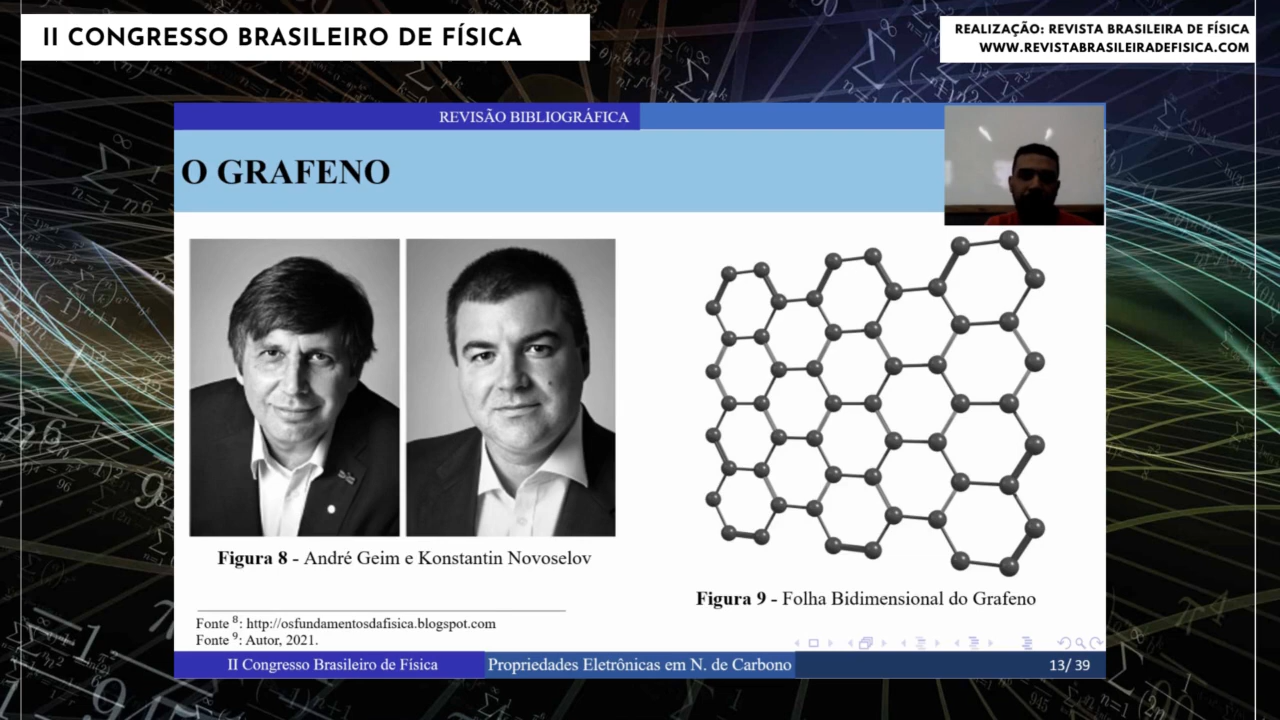 II CONGRESSO BRASILEIRO DE FÍSICA
REALIZAÇÃO: REVISTA BRASILEIRA DE FÍSICA
WWW.REVISTABRASILEIRADEFISICA.COM
REVISÃO BIBLIOGRÁFICA
O GRAFENO
Figura 8 - André Geim e Konstantin Novoselov
Figura 9 - Folha Bidimensional do Grafeno
Fonte ⁸: http://osfundamentosdafisica.blogspot.com
Fonte ⁹: Autor, 2021.
II Congresso Brasileiro de Física
Propriedades Eletrônicas em N. de Carbono
13/ 39